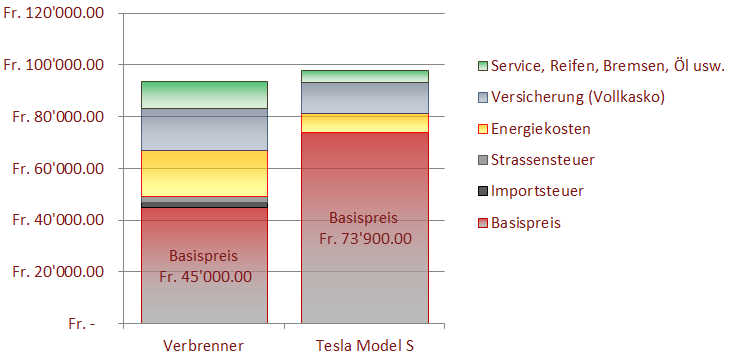 Fr. 120'000.00
Fr. 100'000.00
Fr. 80'000.00
Fr. 60'000.00
Fr. 40'000.00
Fr. 20'000.00
Fr. -
Basispreis
Fr. 45'000.00
Basispreis
Fr. 73'900.00
Verbrenner
Tesla Model S
Service, Reifen, Bremsen, Öl usw.
Versicherung (Vollkasko)
Energiekosten
Strassensteuer
Importsteuer
Basispreis